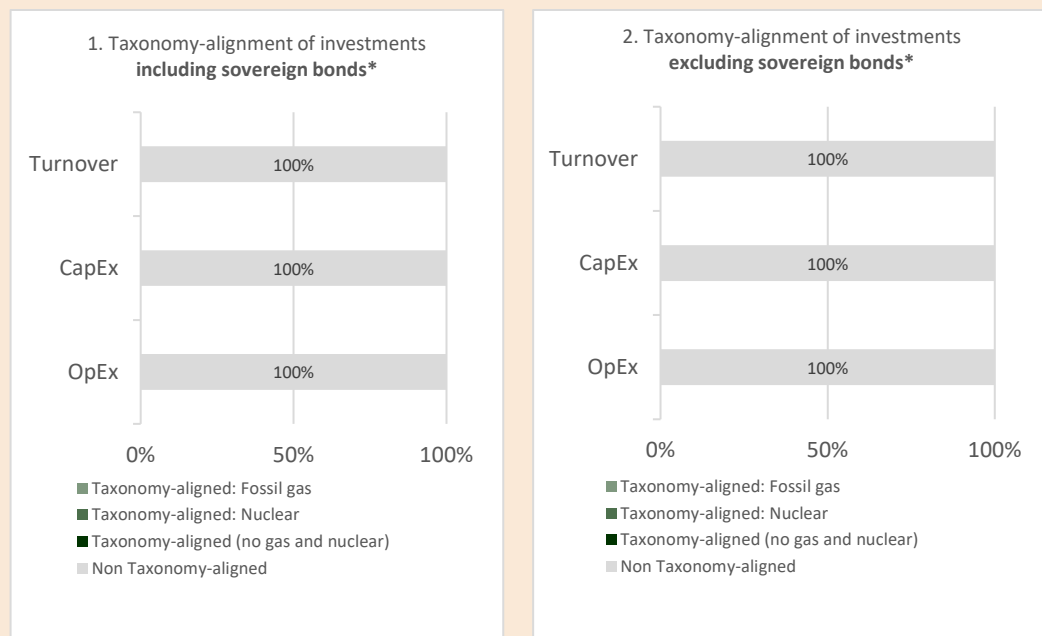 1. Taxonomy-alignment of investments
including sovereign bonds*
Turnover
100%
CapEx
100%
OpEx
100%
0%
50%
100%
Taxonomy-aligned: Fossil gas
Taxonomy-aligned: Nuclear
Taxonomy-aligned (no gas and nuclear)
Non Taxonomy-aligned
2. Taxonomy-alignment of investments
excluding sovereign bonds*
Turnover
100%
CapEx
100%
OpEx
100%
0%
50%
100%
Taxonomy-aligned: Fossil gas
Taxonomy-aligned: Nuclear
Taxonomy-aligned (no gas and nuclear)
Non Taxonomy-aligned